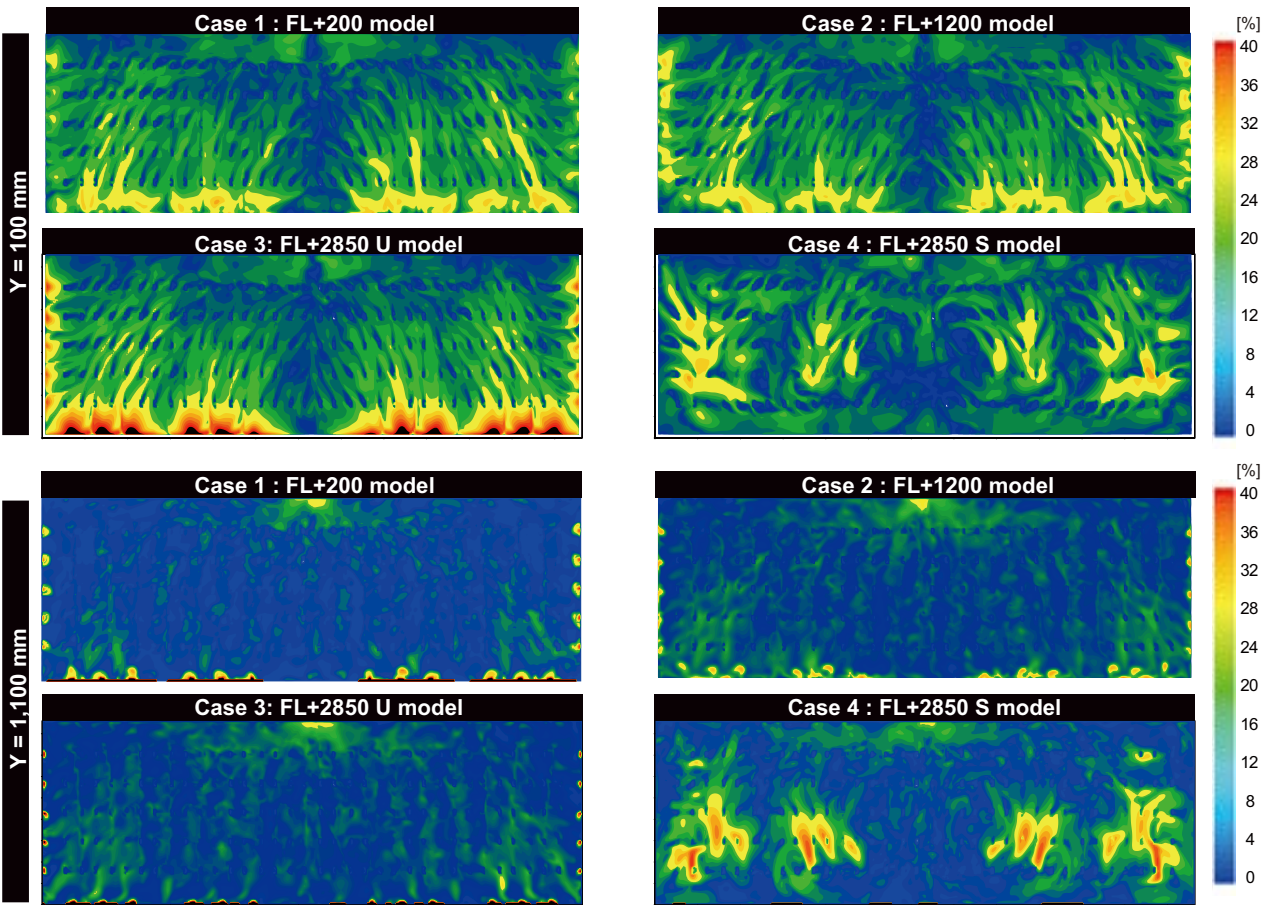 Case 1 : FL+200 model
Case 2 : FL+1200 model
[%]
40
36
32
28
24
20
16
12
8
4
0
Y = 100 mm
Case 3: FL+2850 U model
Case 4 : FL+2850 S model
Case 1 : FL+200 model
Case 2 : FL+1200 model
[%]
40
36
32
28
24
20
16
12
8
4
0
Y = 1,100 mm
Case 3: FL+2850 U model
Case 4 : FL+2850 S model